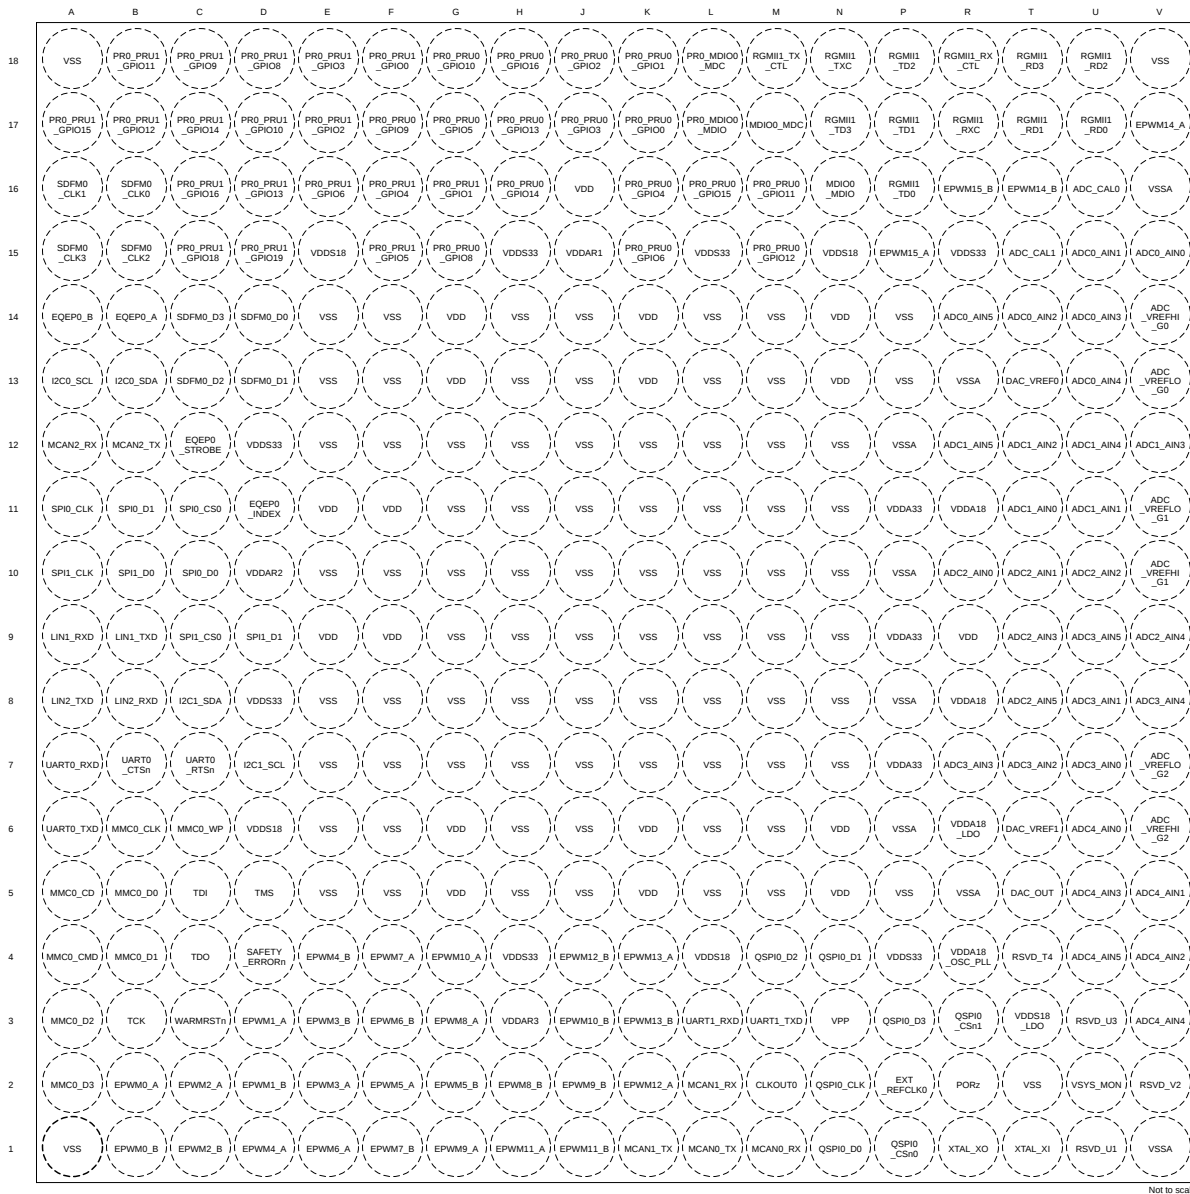 A B C D E F G H J K L M N P R T U V
18 VSS PR0_PRU1_GPIO11 PR0_PRU1_GPIO9 PR0_PRU1_GPIO8 PR0_PRU1_GPIO3 PR0_PRU1_GPIO0 PR0_PRU0_GPIO10 PR0_PRU0_GPIO16 PR0_PRU0_GPIO2 PR0_PRU0_GPIO1 PR0_MDIO0_MDC RGMII1_TX_CTL RGMII1_TXC RGMII1_TD2 RGMII1_RX_CTL RGMII1_RD3 RGMII1_RD2 VSS
17 PR0_PRU1_GPIO15 PR0_PRU1_GPIO12 PR0_PRU1_GPIO14 PR0_PRU1_GPIO10 PR0_PRU1_GPIO2 PR0_PRU0_GPIO9 PR0_PRU0_GPIO5 PR0_PRU0_GPIO13 PR0_PRU0_GPIO3 PR0_PRU0_GPIO0 PR0_MDIO0_MDIO MDIO0_MDC RGMII1_TD3 RGMII1_TD1 RGMII1_RXC RGMII1_RD1 RGMII1_RD0 EPWM14_A
16 SDFM0_CLK1 SDFM0_CLK0 PR0_PRU1_GPIO16 PR0_PRU1_GPIO13 PR0_PRU1_GPIO6 PR0_PRU1_GPIO4 PR0_PRU1_GPIO1 PR0_PRU0_GPIO14 VDD PR0_PRU0_GPIO4 PR0_PRU0_GPIO15 PR0_PRU0_GPIO11 MDIO0_MDIO RGMII1_TD0 EPWM15_B EPWM14_B ADC_CAL0 VSSA
15 SDFM0_CLK3 SDFM0_CLK2 PR0_PRU1_GPIO18 PR0_PRU1_GPIO19 VDDS18 PR0_PRU1_GPIO5 PR0_PRU0_GPIO8 VDDS33 VDDAR1 PR0_PRU0_GPIO6 VDDS33 PR0_PRU0_GPIO12 VDDS18 EPWM15_A VDDS33 ADC_CAL1 ADC0_AIN1 ADC0_AIN0
14 EQEP0_B EQEP0_A SDFM0_D3 SDFM0_D0 VSS VSS VDD VSS VSS VDD VSS VSS VDD VSS ADC0_AIN5 ADC0_AIN2 ADC0_AIN3 ADC_VREFHI_G0
13 I2C0_SCL I2C0_SDA SDFM0_D2 SDFM0_D1 VSS VSS VDD VSS VSS VDD VSS VSS VDD VSS VSSA DAC_VREF0 ADC0_AIN4 ADC_VREFLO_G0
12 MCAN2_RX MCAN2_TX EQEP0_STROBE VDDS33 VSS VSS VSS VSS VSS VSS VSS VSS VSS VSSA ADC1_AIN5 ADC1_AIN2 ADC1_AIN4 ADC1_AIN3
11 SPI0_CLK SPI0_D1 SPI0_CS0 EQEP0_INDEX VDD VDD VSS VSS VSS VSS VSS VSS VSS VDDA33 VDDA18 ADC1_AIN0 ADC1_AIN1 ADC_VREFLO_G1
10 SPI1_CLK SPI1_D0 SPI0_D0 VDDAR2 VSS VSS VSS VSS VSS VSS VSS VSS VSS VSSA ADC2_AIN0 ADC2_AIN1 ADC2_AIN2 ADC_VREFHI_G1
9 LIN1_RXD LIN1_TXD SPI1_CS0 SPI1_D1 VDD VDD VSS VSS VSS VSS VSS VSS VSS VDDA33 VDD ADC2_AIN3 ADC3_AIN5 ADC2_AIN4
8 LIN2_TXD LIN2_RXD I2C1_SDA VDDS33 VSS VSS VSS VSS VSS VSS VSS VSS VSS VSSA VDDA18 ADC2_AIN5 ADC3_AIN1 ADC3_AIN4
7 UART0_RXD UART0_CTSn UART0_RTSn I2C1_SCL VSS VSS VSS VSS VSS VSS VSS VSS VSS VDDA33 ADC3_AIN3 ADC3_AIN2 ADC3_AIN0 ADC_VREFLO_G2
6 UART0_TXD MMC0_CLK MMC0_WP VDDS18 VSS VSS VDD VSS VSS VDD VSS VSS VDD VSSA VDDA18_LDO DAC_VREF1 ADC4_AIN0 ADC_VREFHI_G2
5 MMC0_CD MMC0_D0 TDI TMS VSS VSS VDD VSS VSS VDD VSS VSS VDD VSS VSSA DAC_OUT ADC4_AIN3 ADC4_AIN1
4 MMC0_CMD MMC0_D1 TDO SAFETY_ERRORn EPWM4_B EPWM7_A EPWM10_A VDDS33 EPWM12_B EPWM13_A VDDS18 QSPI0_D2 QSPI0_D1 VDDS33 VDDA18_OSC_PLL RSVD_T4 ADC4_AIN5 ADC4_AIN2
3 MMC0_D2 TCK WARMRSTn EPWM1_A EPWM3_B EPWM6_B EPWM8_A VDDAR3 EPWM10_B EPWM13_B UART1_RXD UART1_TXD VPP QSPI0_D3 QSPI0_CSn1 VDDS18_LDO RSVD_U3 ADC4_AIN4
2 MMC0_D3 EPWM0_A EPWM2_A EPWM1_B EPWM3_A EPWM5_A EPWM5_B EPWM8_B EPWM9_B EPWM12_A MCAN1_RX CLKOUT0 QSPI0_CLK EXT_REFCLK0 PORz VSS VSYS_MON RSVD_V2
1 VSS EPWM0_B EPWM2_B EPWM4_A EPWM6_A EPWM7_B EPWM9_A EPWM11_A EPWM11_B MCAN1_TX MCAN0_TX MCAN0_RX QSPI0_D0 QSPI0_CSn0 XTAL_XO XTAL_XI RSVD_U1 VSSA
Not to